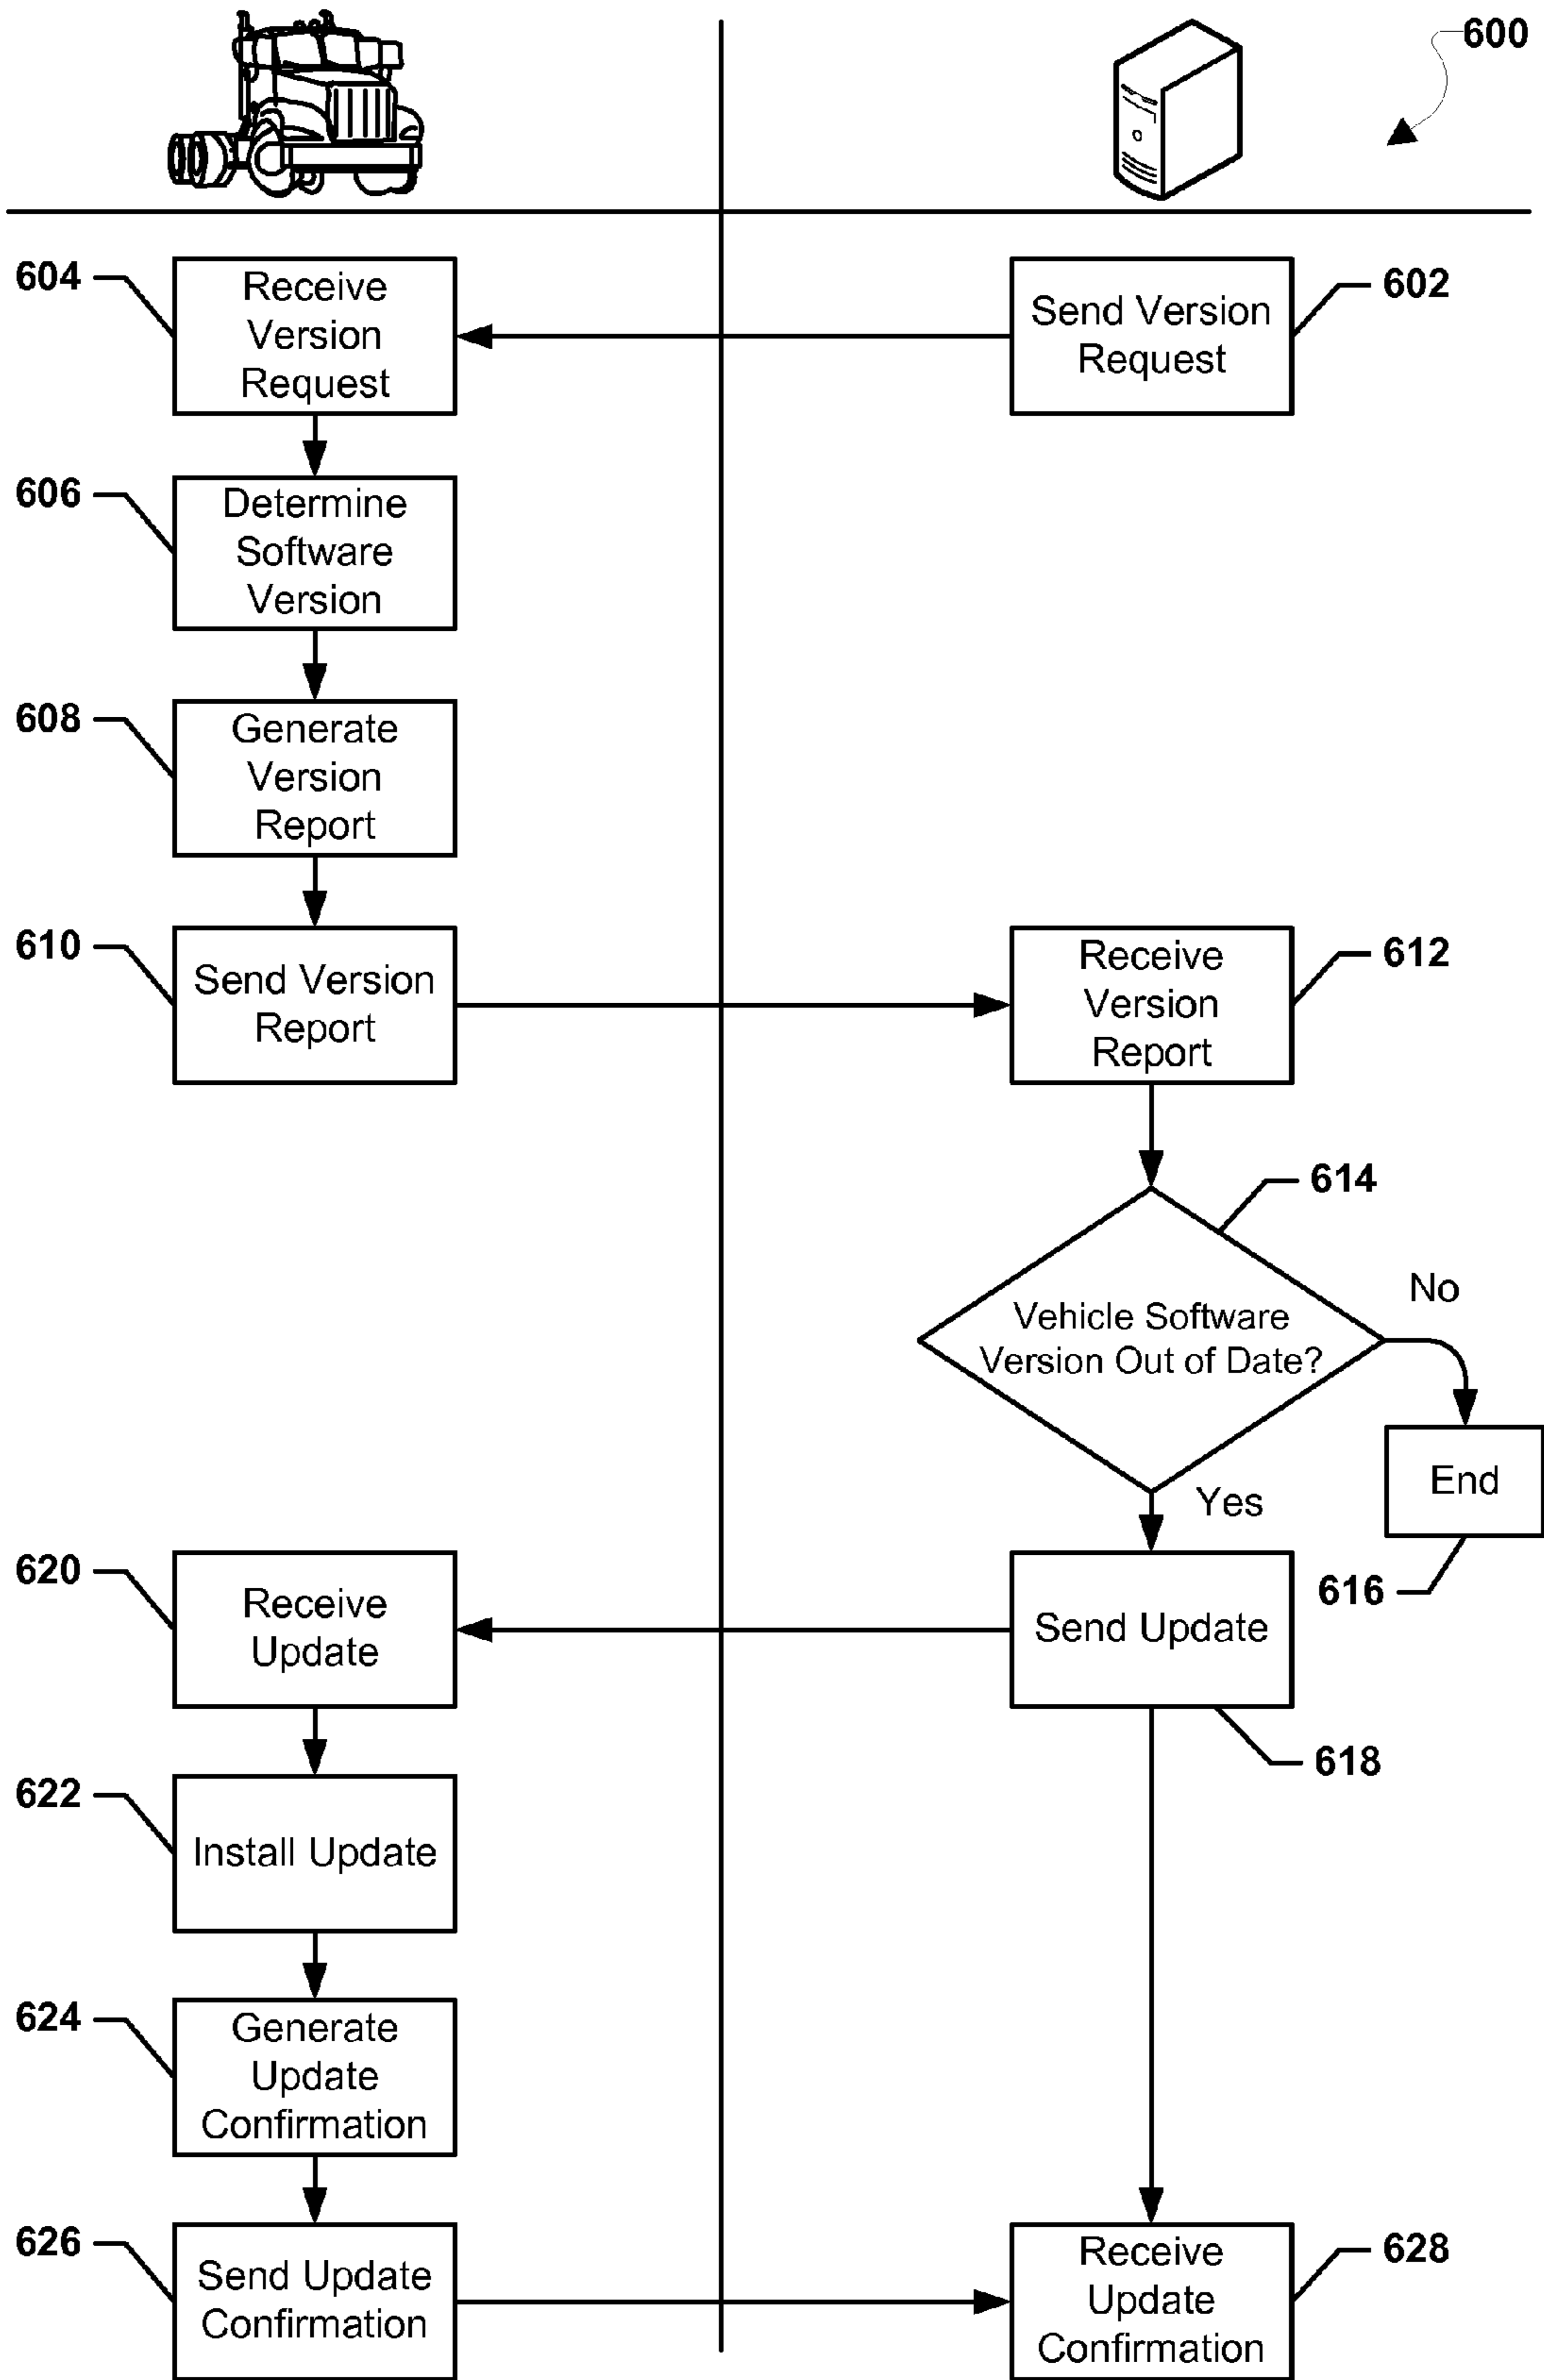 600
604
Receive
Version
Request
Send Version
Request
602
606
Determine
Software
Version
608
Generate
Version
Report
610
Send Version
Report
Receive
Version
Report
612
614
Vehicle Software
Version Out of Date?
No
End
616
Yes
620
Receive
Update
Send Update
618
622
Install Update
624
Generate
Update
Confirmation
626
Send Update
Confirmation
Receive
Update
Confirmation
628